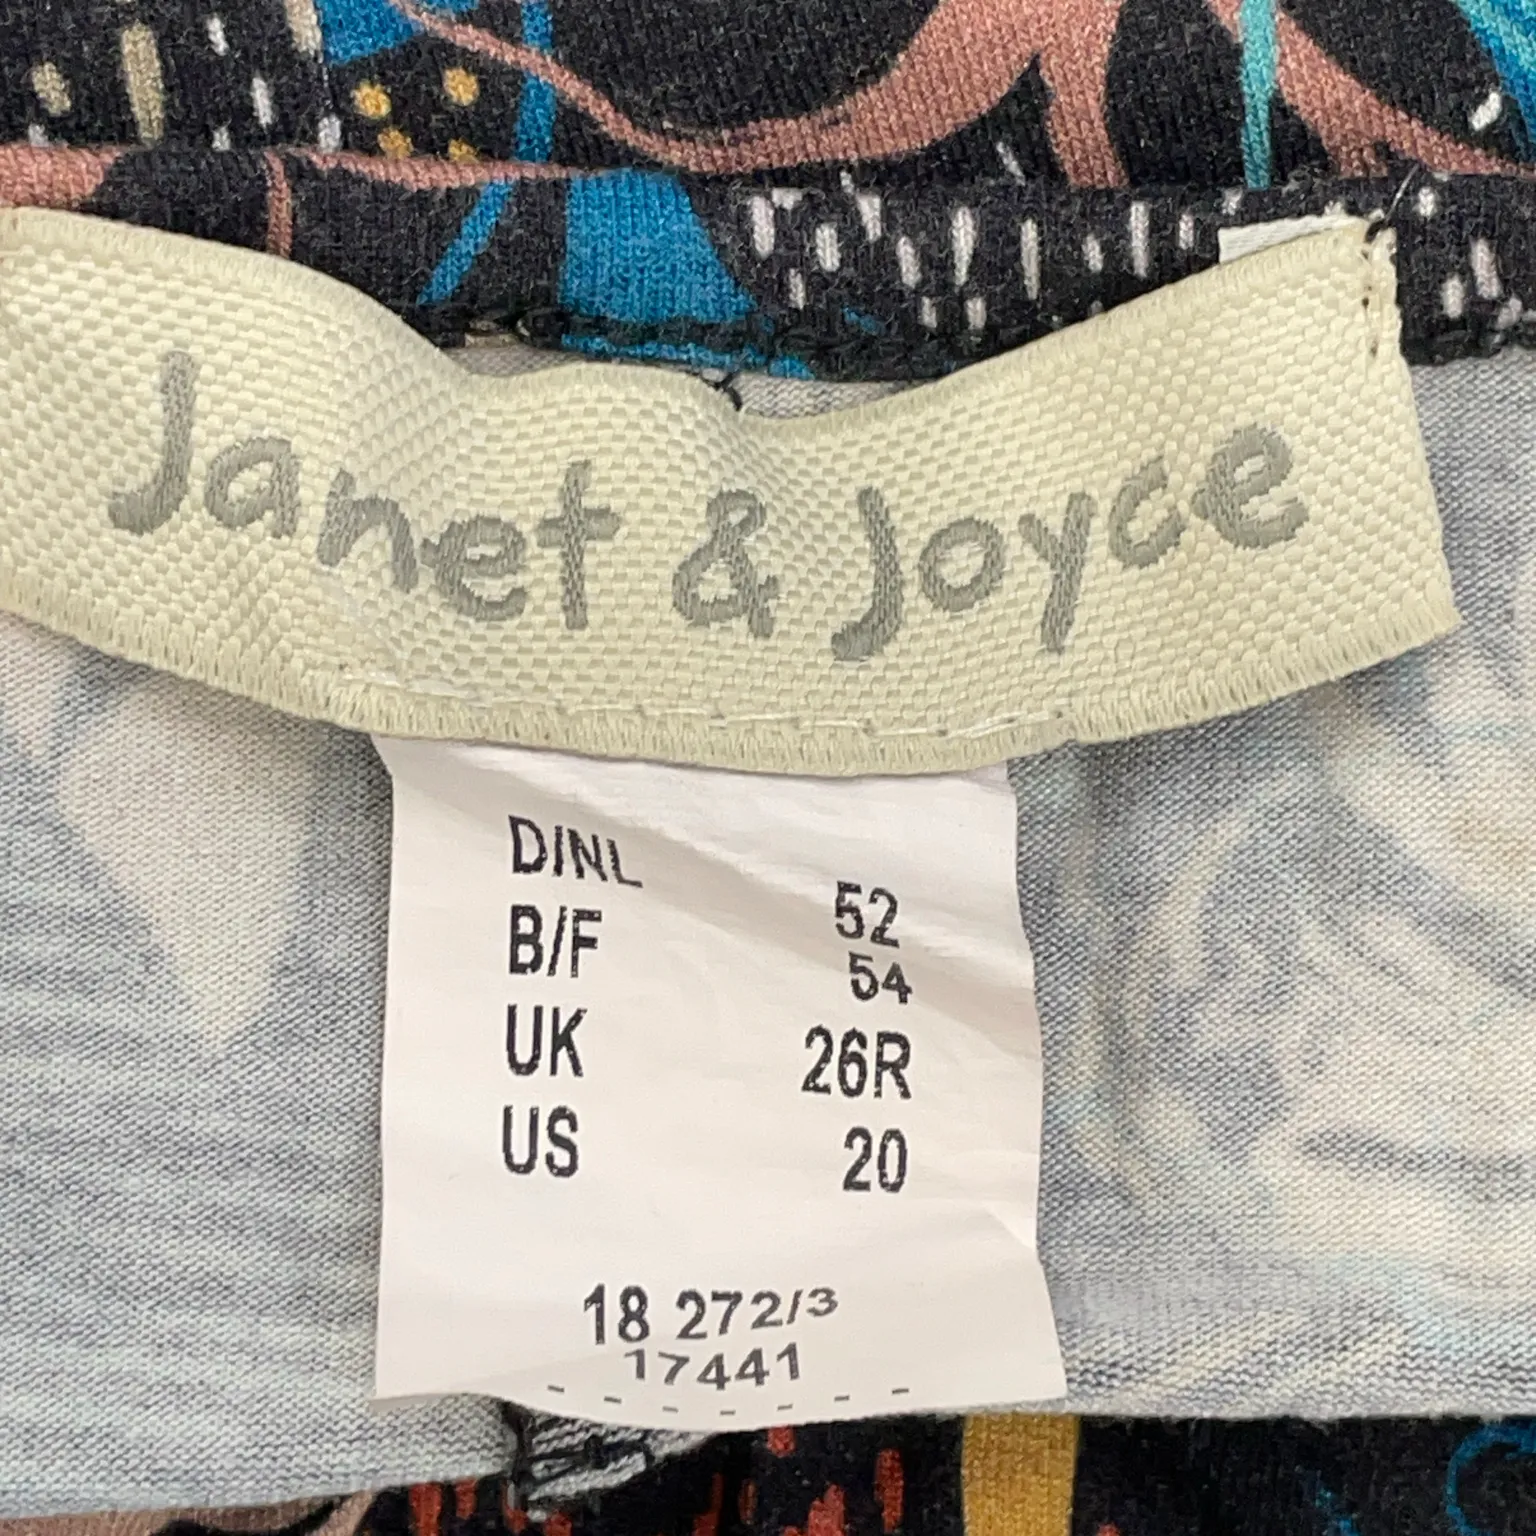 Janet & Joyce
D/NL 52
B/F 54
UK 26R
US 20
18 272/3
17441